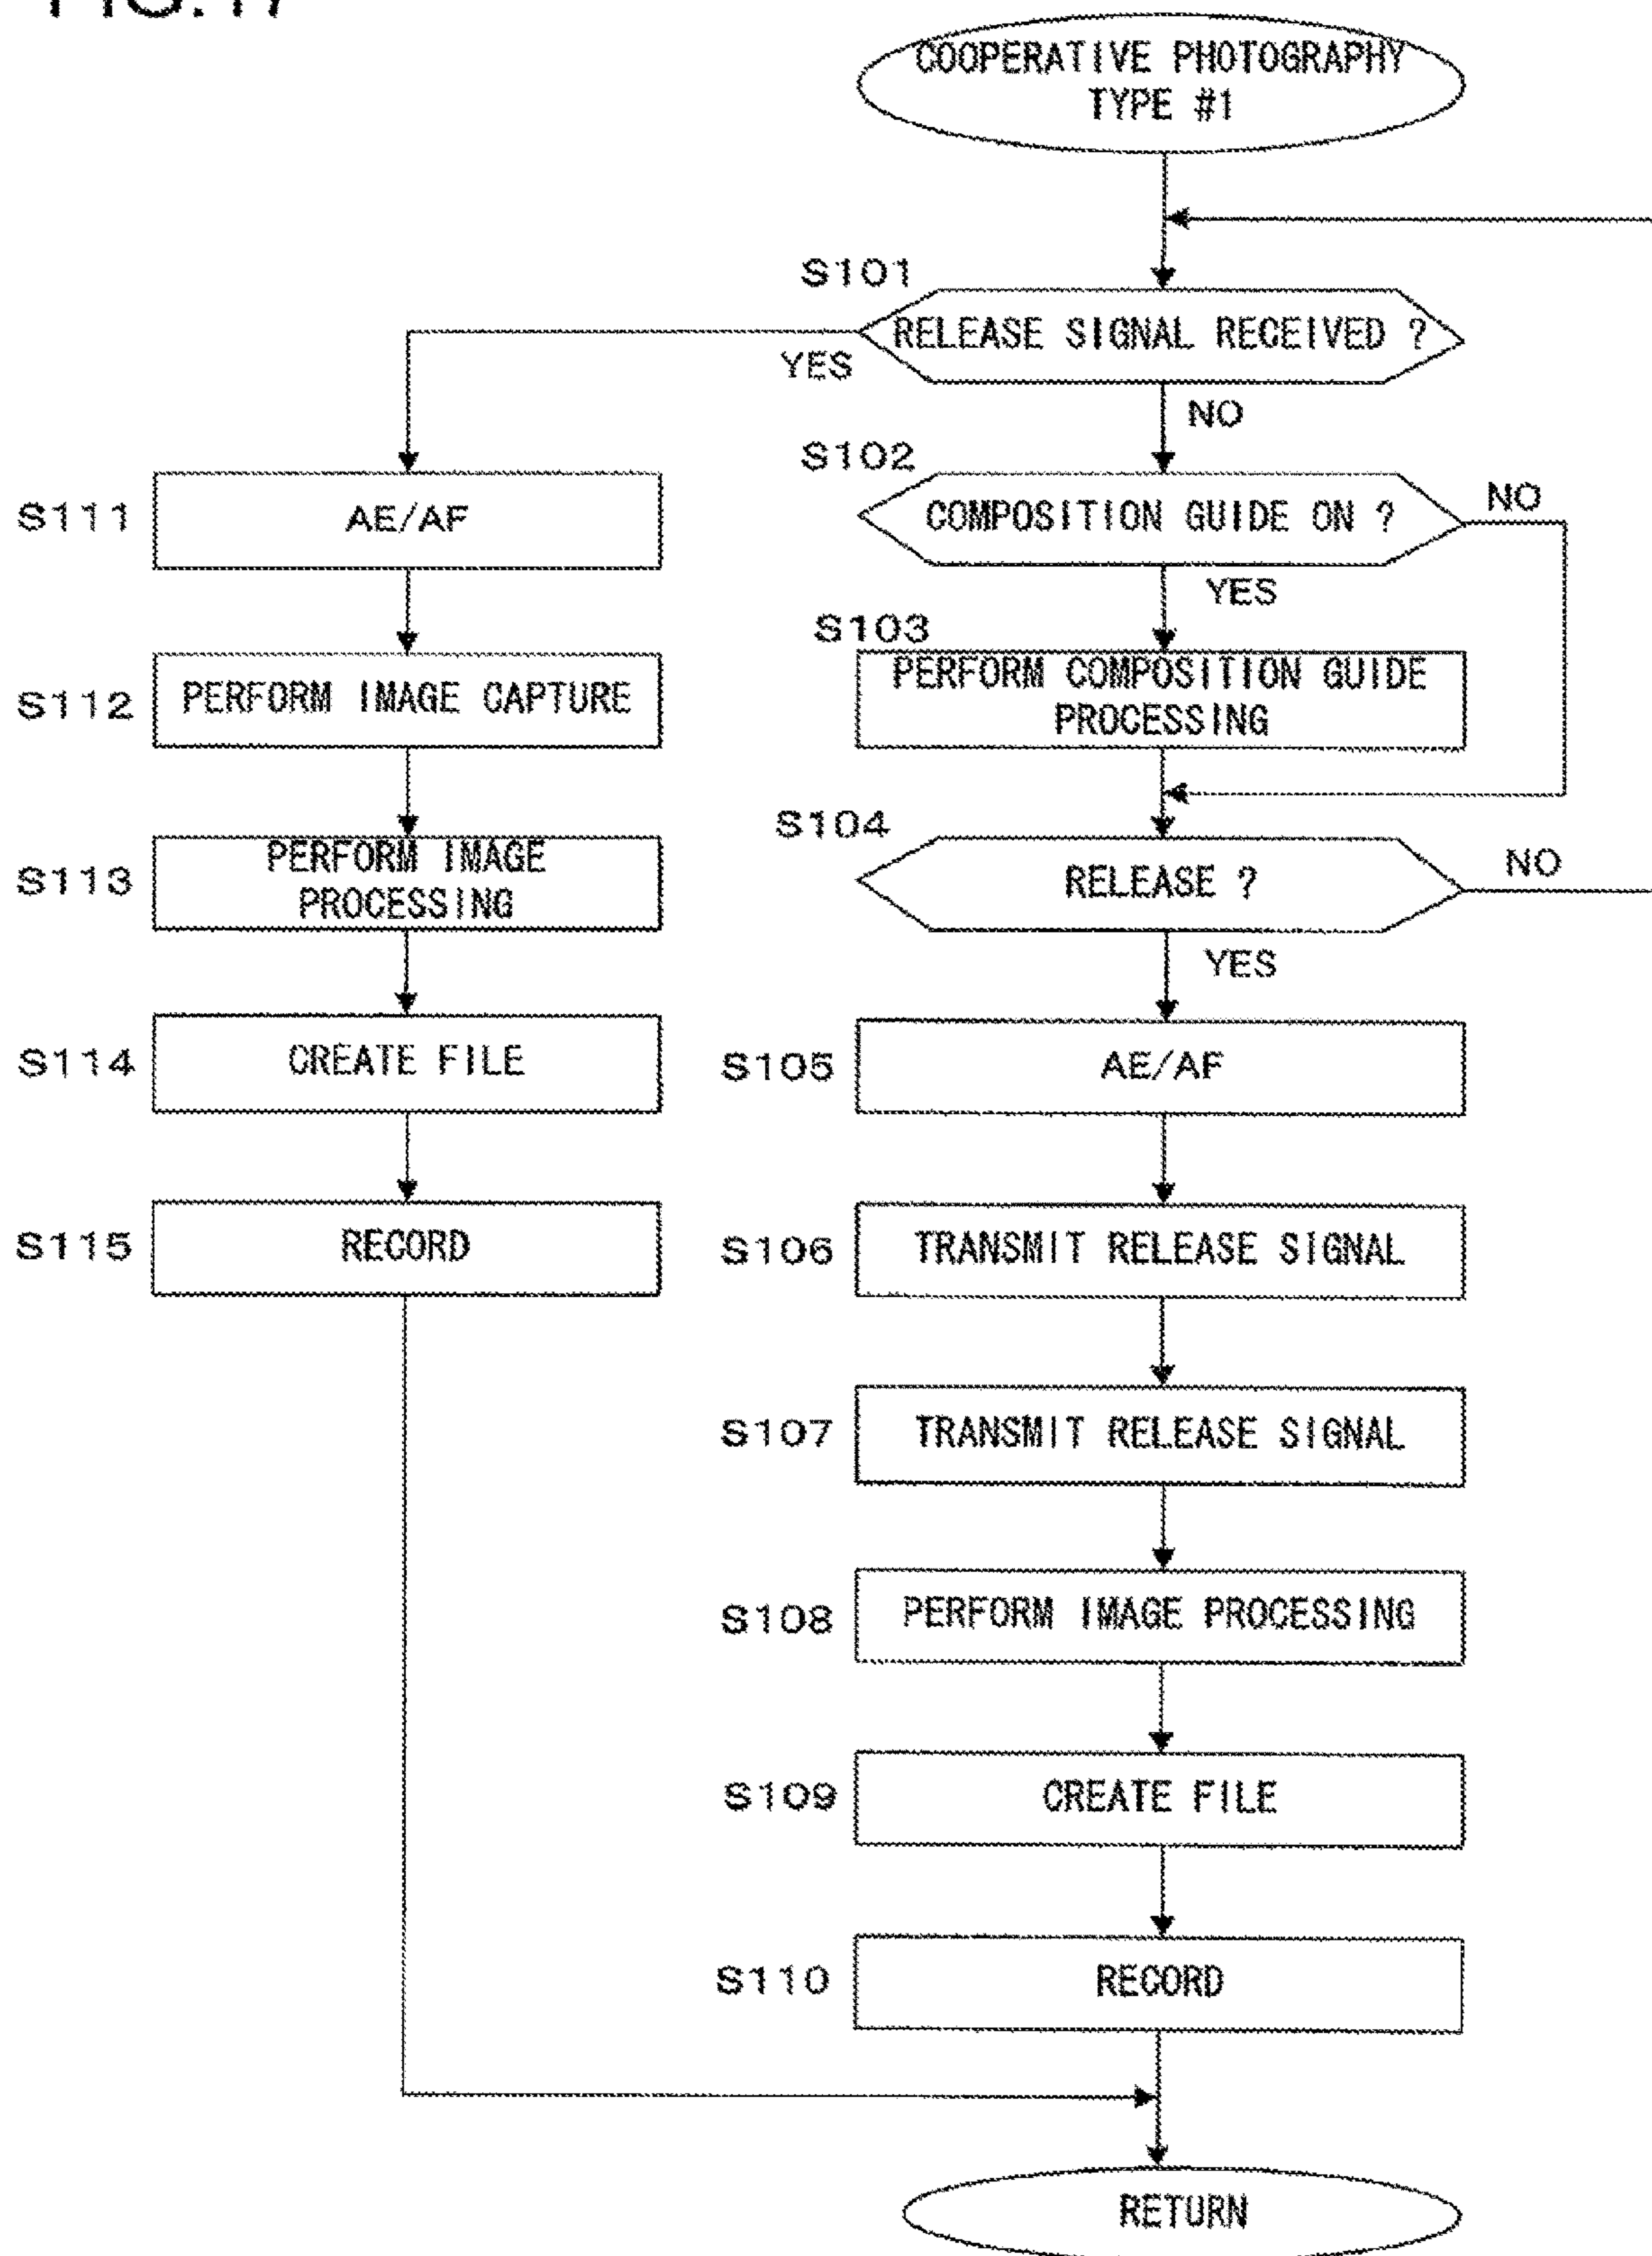 COOPERATIVE PHOTOGRAPHY
TYPE #1
S101
RELEASE SIGNAL RECEIVED ?
YES
NO
S102
COMPOSITION GUIDE ON ?
NO
YES
S103
PERFORM COMPOSITION GUIDE
PROCESSING
S104
RELEASE ?
NO
YES
S105
AE/AF
S106
TRANSMIT RELEASE SIGNAL
S107
TRANSMIT RELEASE SIGNAL
S108
PERFORM IMAGE PROCESSING
S109
CREATE FILE
S110
RECORD
S111
AE/AF
S112
PERFORM IMAGE CAPTURE
S113
PERFORM IMAGE
PROCESSING
S114
CREATE FILE
S115
RECORD
RETURN